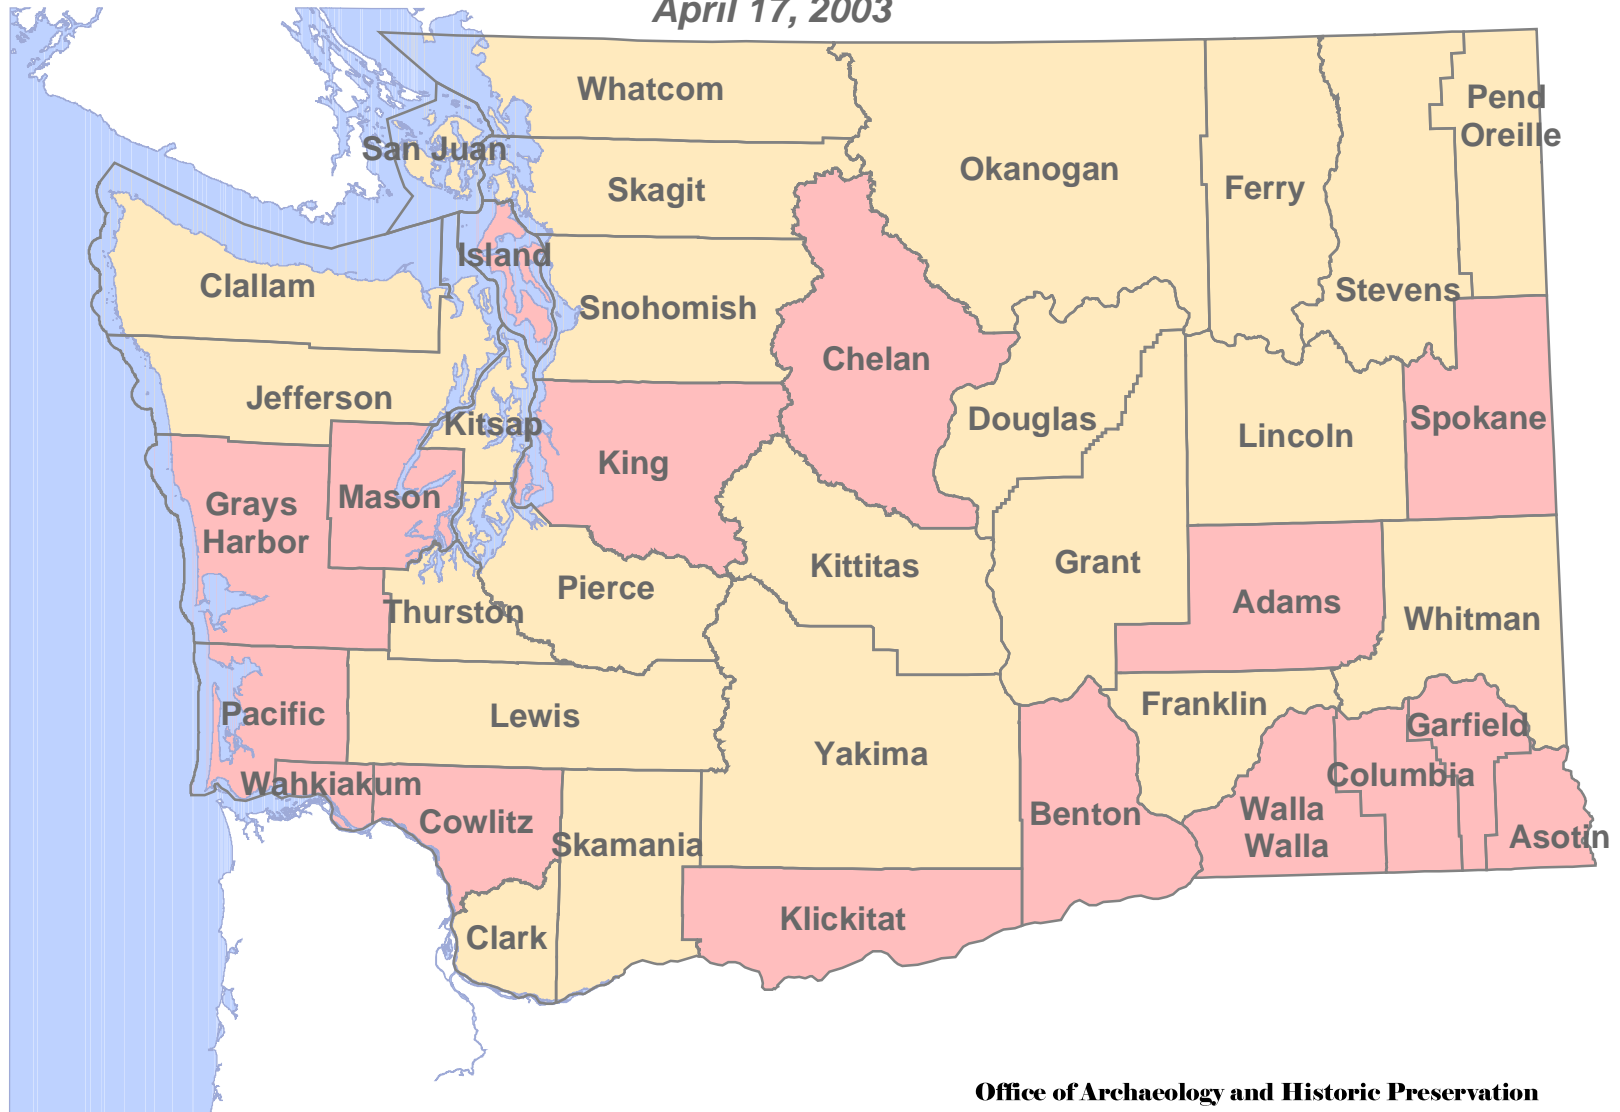 April 17, 2003
Whatcom
Pend
Oreille
San Juan
Okanogan
Skagit
Ferry
Island
Clallam
Stevens
Snohomish
Chelan
Jefferson
Kitsap
Douglas
Spokane
Lincoln
King
Mason
Grays
Harbor
Kittitas
Grant
Pierce
Adams
Thurston
Whitman
Franklin
Pacific
Lewis
Garfield
Yakima
Columbia
Wahkiakum
Walla
Walla
Benton
Cowlitz
Skamania
Asotin
Klickitat
Clark
Office of Archaeology and Historic Preservation